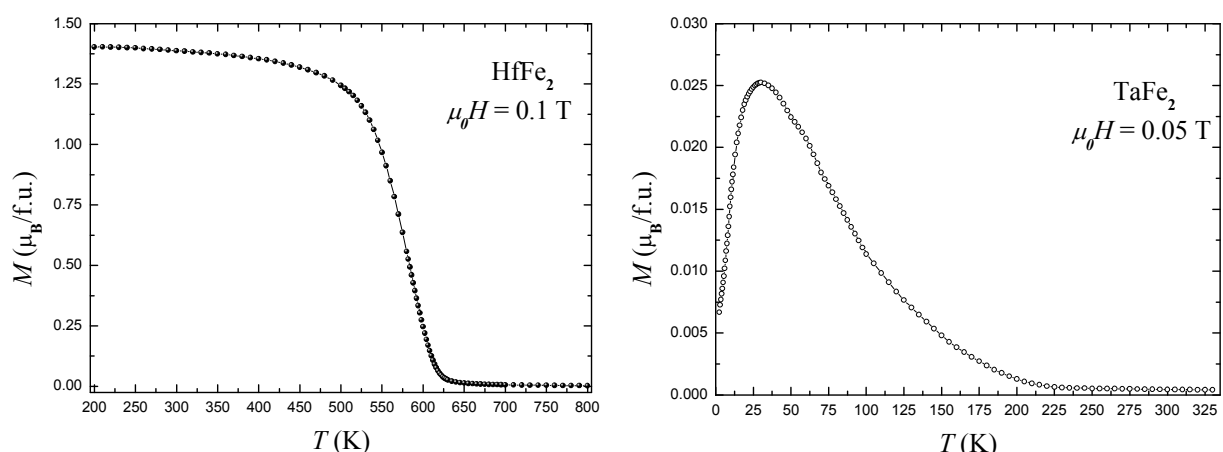 1.50
1.25
1.00
0.75
0.50
0.25
0.00
M (μB/f.u.)
HfFe2
μ0H = 0.1 T
200 250 300 350 400 450 500 550 600 650 700 750 800
T (K)
0.030
0.025
0.020
0.015
0.010
0.005
0.000
M (μB/f.u.)
TaFe2
μ0H = 0.05 T
0 25 50 75 100 125 150 175 200 225 250 275 300 325
T (K)